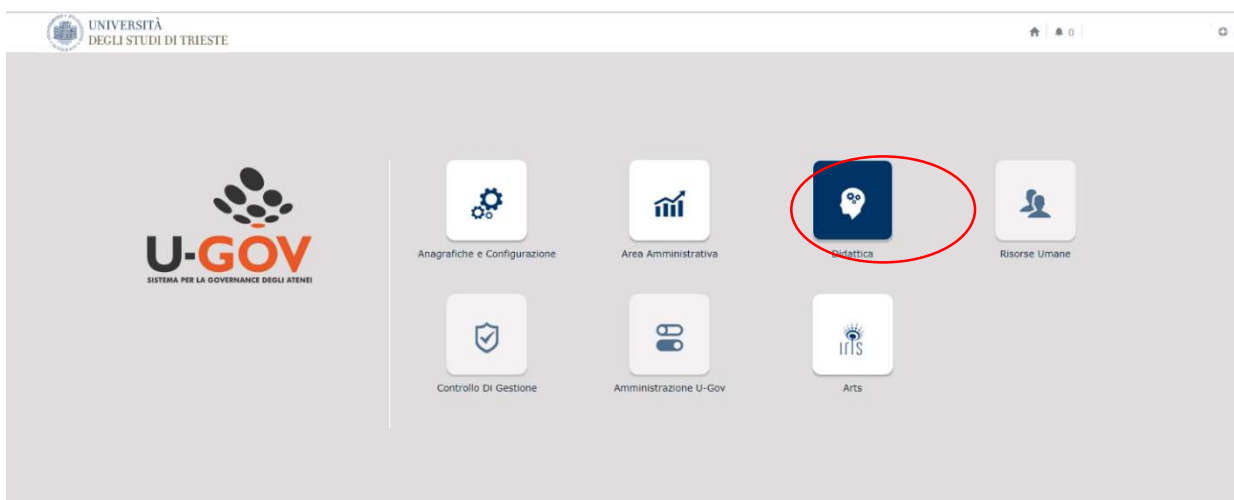 UNIVERSITÀ
DEGLI STUDI DI TRIESTE
0
U-GOV
SISTEMA PER LA GOVERNANCE DEGLI ATENEI
Anagrafiche e Configurazione
Area Amministrativa
Didattica
Risorse Umane
Controllo Di Gestione
Amministrazione U-Gov
IrIS
Arts